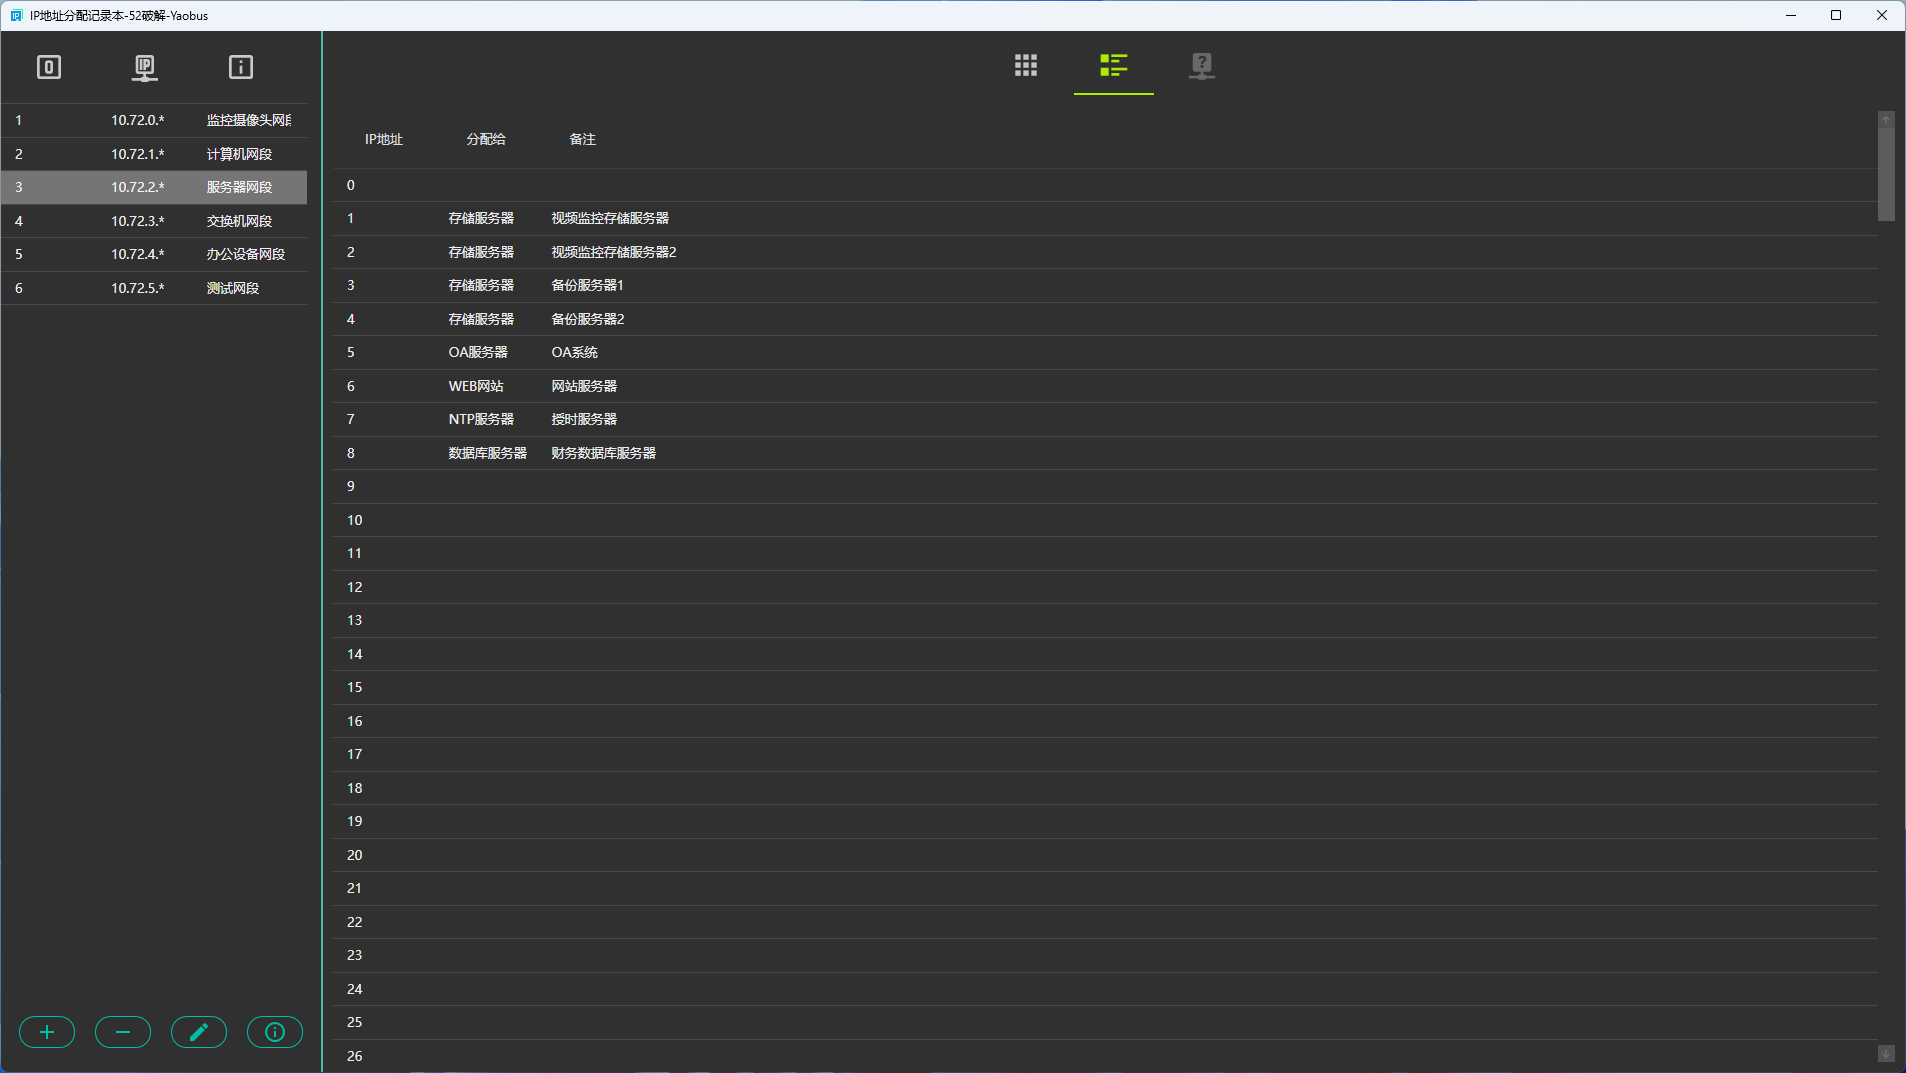 IP地址分配记录本-52破解-Yaobus
1 10.72.0.* 监控摄像头网段
2 10.72.1.* 计算机网段
3 10.72.2.* 服务器网段
4 10.72.3.* 交换机网段
5 10.72.4.* 办公设备网段
6 10.72.5.* 测试网段
IP地址 分配给 备注
0
1 存储服务器 视频监控存储服务器
2 存储服务器 视频监控存储服务器2
3 存储服务器 备份服务器1
4 存储服务器 备份服务器2
5 OA服务器 OA系统
6 WEB网站 网站服务器
7 NTP服务器 授时服务器
8 数据库服务器 财务数据库服务器
9
10
11
12
13
14
15
16
17
18
19
20
21
22
23
24
25
26